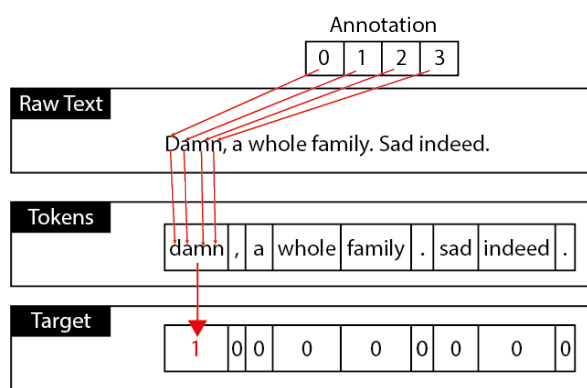 Annotation
0 1 2 3
Raw Text
Damn, a whole family. Sad indeed.
Tokens
damn , a whole family . sad indeed .
Target
1 0 0 0 0 0 0 0 0